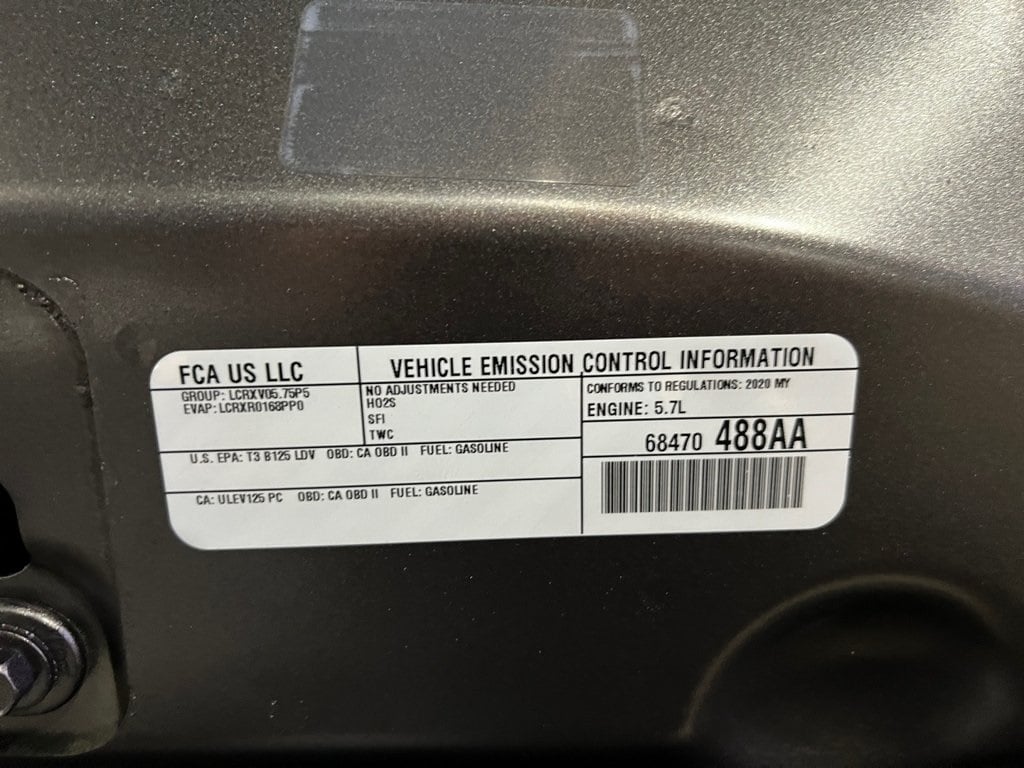 FCA US LLC
GROUP: LCRXV05.75P5
EVAP: LCRXR0168PP0
VEHICLE EMISSION CONTROL INFORMATION
NO ADJUSTMENTS NEEDED
HO2S
SFI
TWC
CONFORMS TO REGULATIONS: 2020 MY
ENGINE: 5.7L
68470 488AA
U.S. EPA: T3 B125 LDV OBD: CA OBD II FUEL: GASOLINE
CA: ULEV125 PC OBD: CA OBD II FUEL: GASOLINE